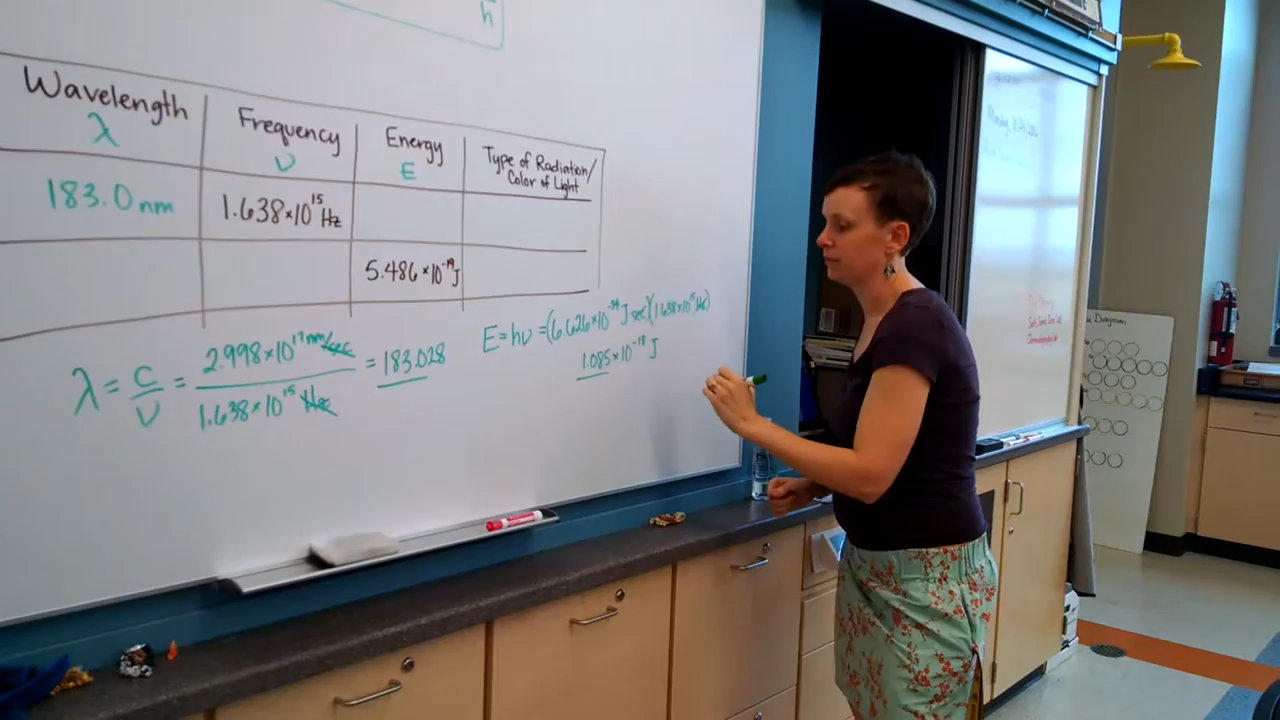 h
Wavelength Frequency Energy Type of Radiation/
λ ν E Color of Light
183.0 nm 1.638×10¹⁵ Hz
5.486×10⁻¹⁹ J
λ = c/ν = 2.998×10¹⁷ nm/sec / 1.638×10¹⁵ Hz = 183.028
E = hν = (6.626×10⁻³⁴ J sec)(1.638×10¹⁵ Hz)
1.085×10⁻¹⁸ J
Monday,
Diagram